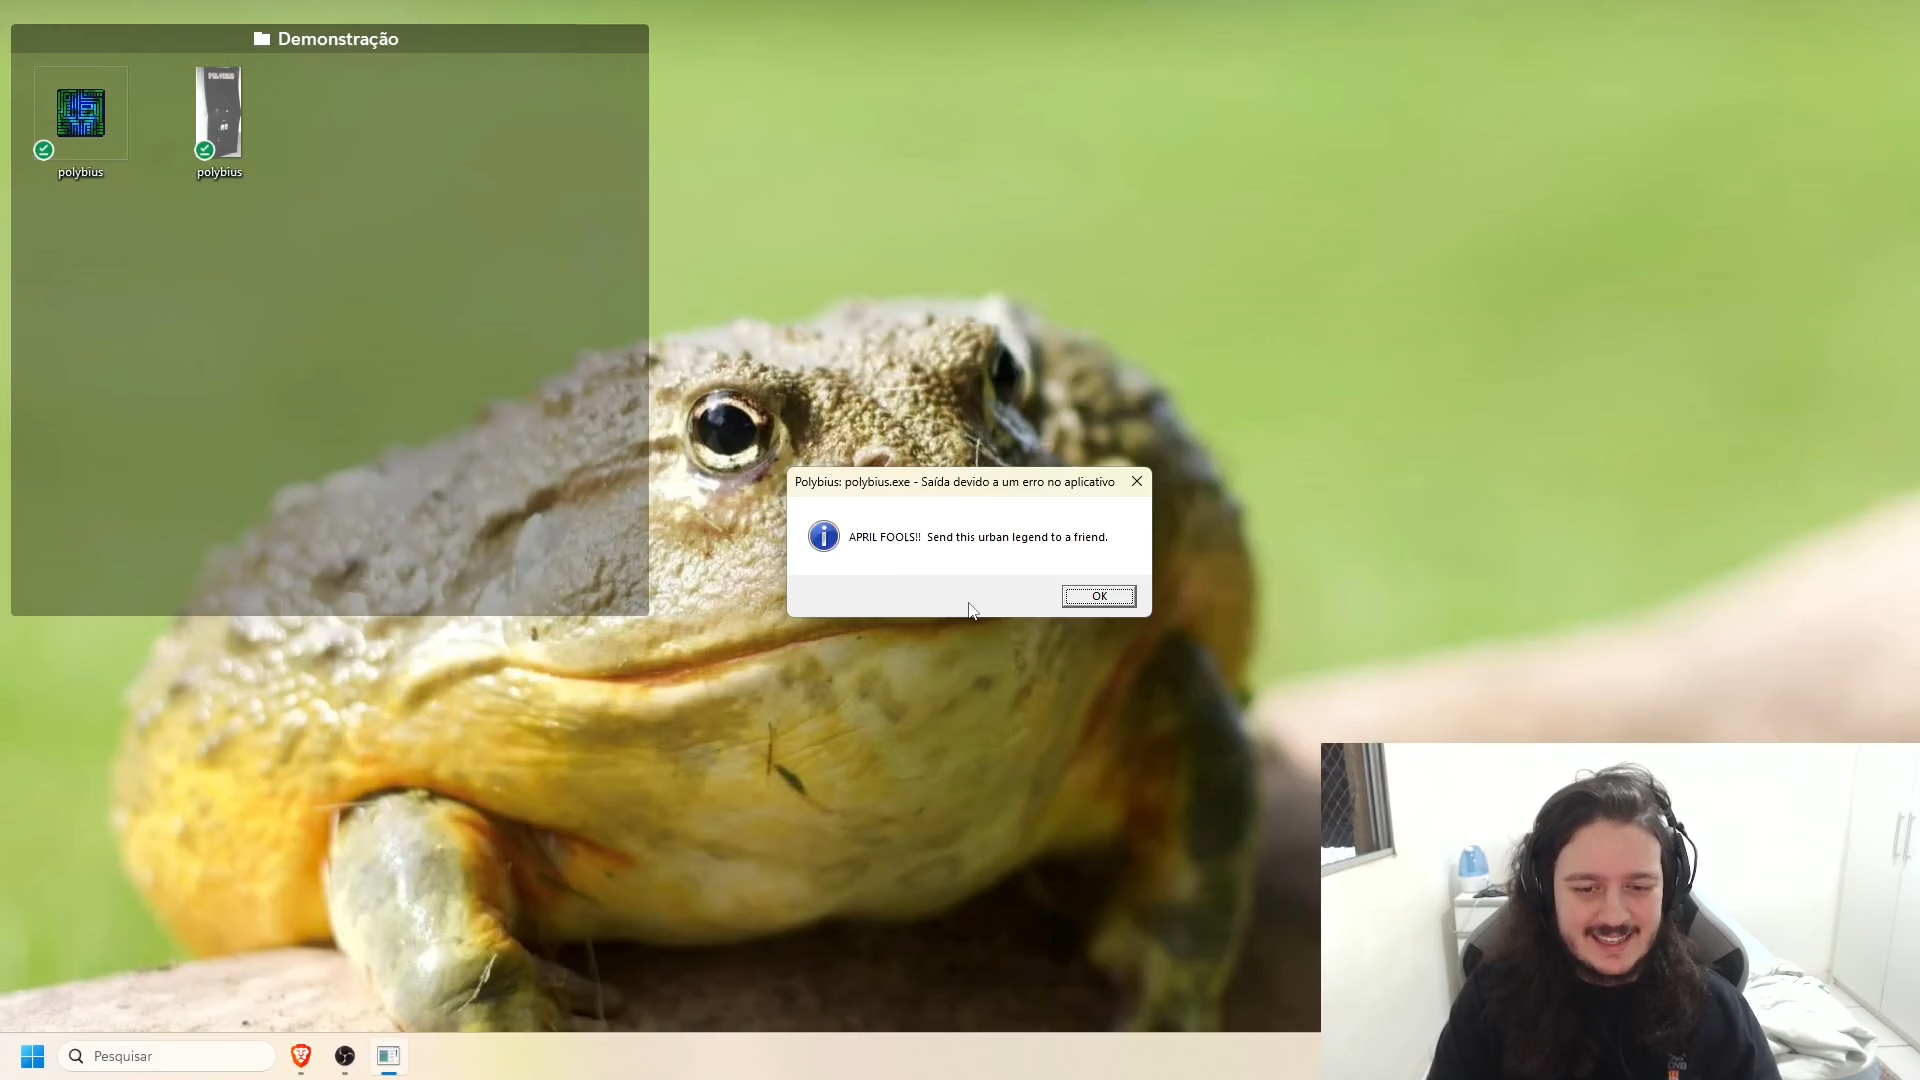 Demonstração
polybius
POLYBIUS
polybius
Polybius: polybius.exe - Saída devido a um erro no aplicativo
APRIL FOOLS!!  Send this urban legend to a friend.
OK
Pesquisar